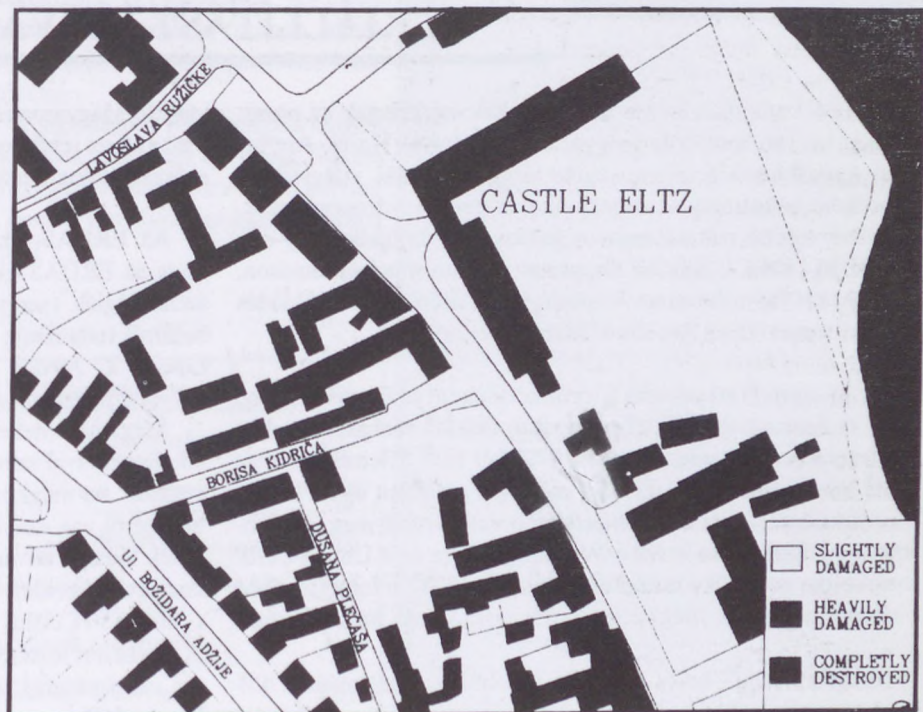 LAVOSLAVA RUŽIČKE
CASTLE ELTZ
BORISA KIDRIČA
DUŠANA PLEĆAŠA
UL BOŽIDARA ADŽIJE
SLIGHTLY
DAMAGED
HEAVILY
DAMAGED
COMPLETLY
DESTROYED